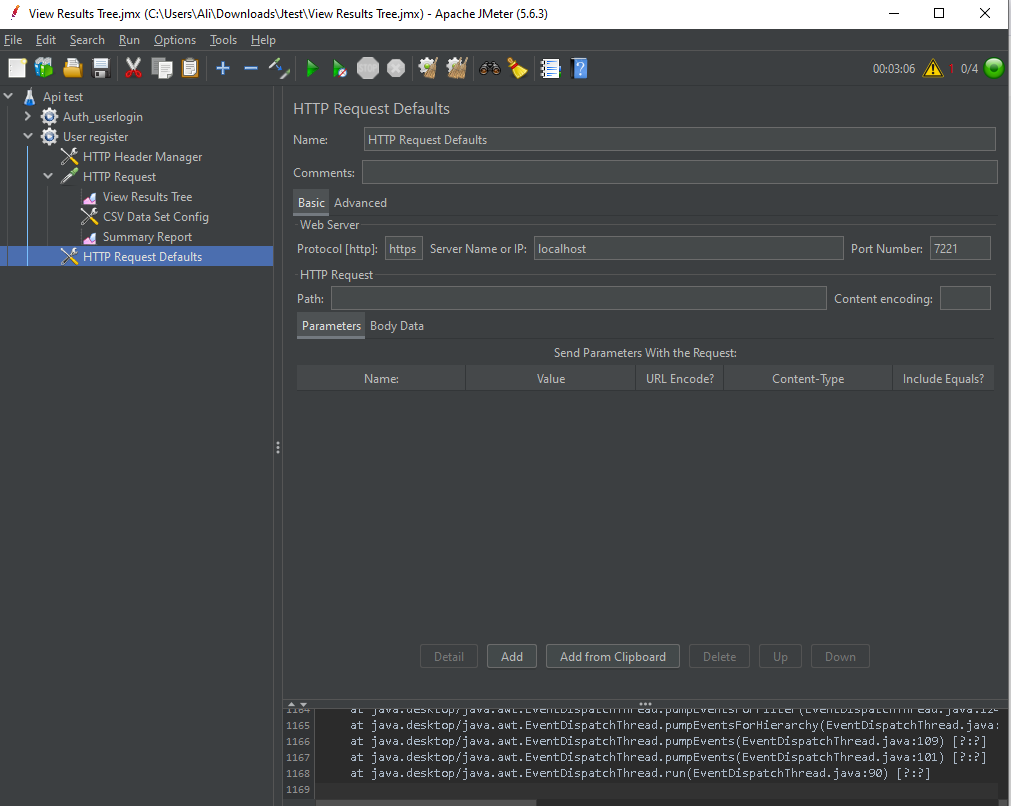 View Results Tree.jmx (C:\Users\Ali\Downloads\Jtest\View Results Tree.jmx) - Apache JMeter (5.6.3)
File Edit Search Run Options Tools Help
00:03:06 1 0/4
Api test
Auth_userlogin
User register
HTTP Header Manager
HTTP Request
View Results Tree
CSV Data Set Config
Summary Report
HTTP Request Defaults
HTTP Request Defaults
Name: HTTP Request Defaults
Comments:
Basic Advanced
Web Server
Protocol [http]: https Server Name or IP: localhost Port Number: 7221
HTTP Request
Path: Content encoding:
Parameters Body Data
Send Parameters With the Request:
Name: Value URL Encode? Content-Type Include Equals?
Detail Add Add from Clipboard Delete Up Down
1164 at java.desktop/java.awt.EventDispatchThread.pumpEventsForFilter(EventDispatchThread.java:124
1165 at java.desktop/java.awt.EventDispatchThread.pumpEventsForHierarchy(EventDispatchThread.java:
1166 at java.desktop/java.awt.EventDispatchThread.pumpEvents(EventDispatchThread.java:109) [?:?]
1167 at java.desktop/java.awt.EventDispatchThread.pumpEvents(EventDispatchThread.java:101) [?:?]
1168 at java.desktop/java.awt.EventDispatchThread.run(EventDispatchThread.java:90) [?:?]
1169